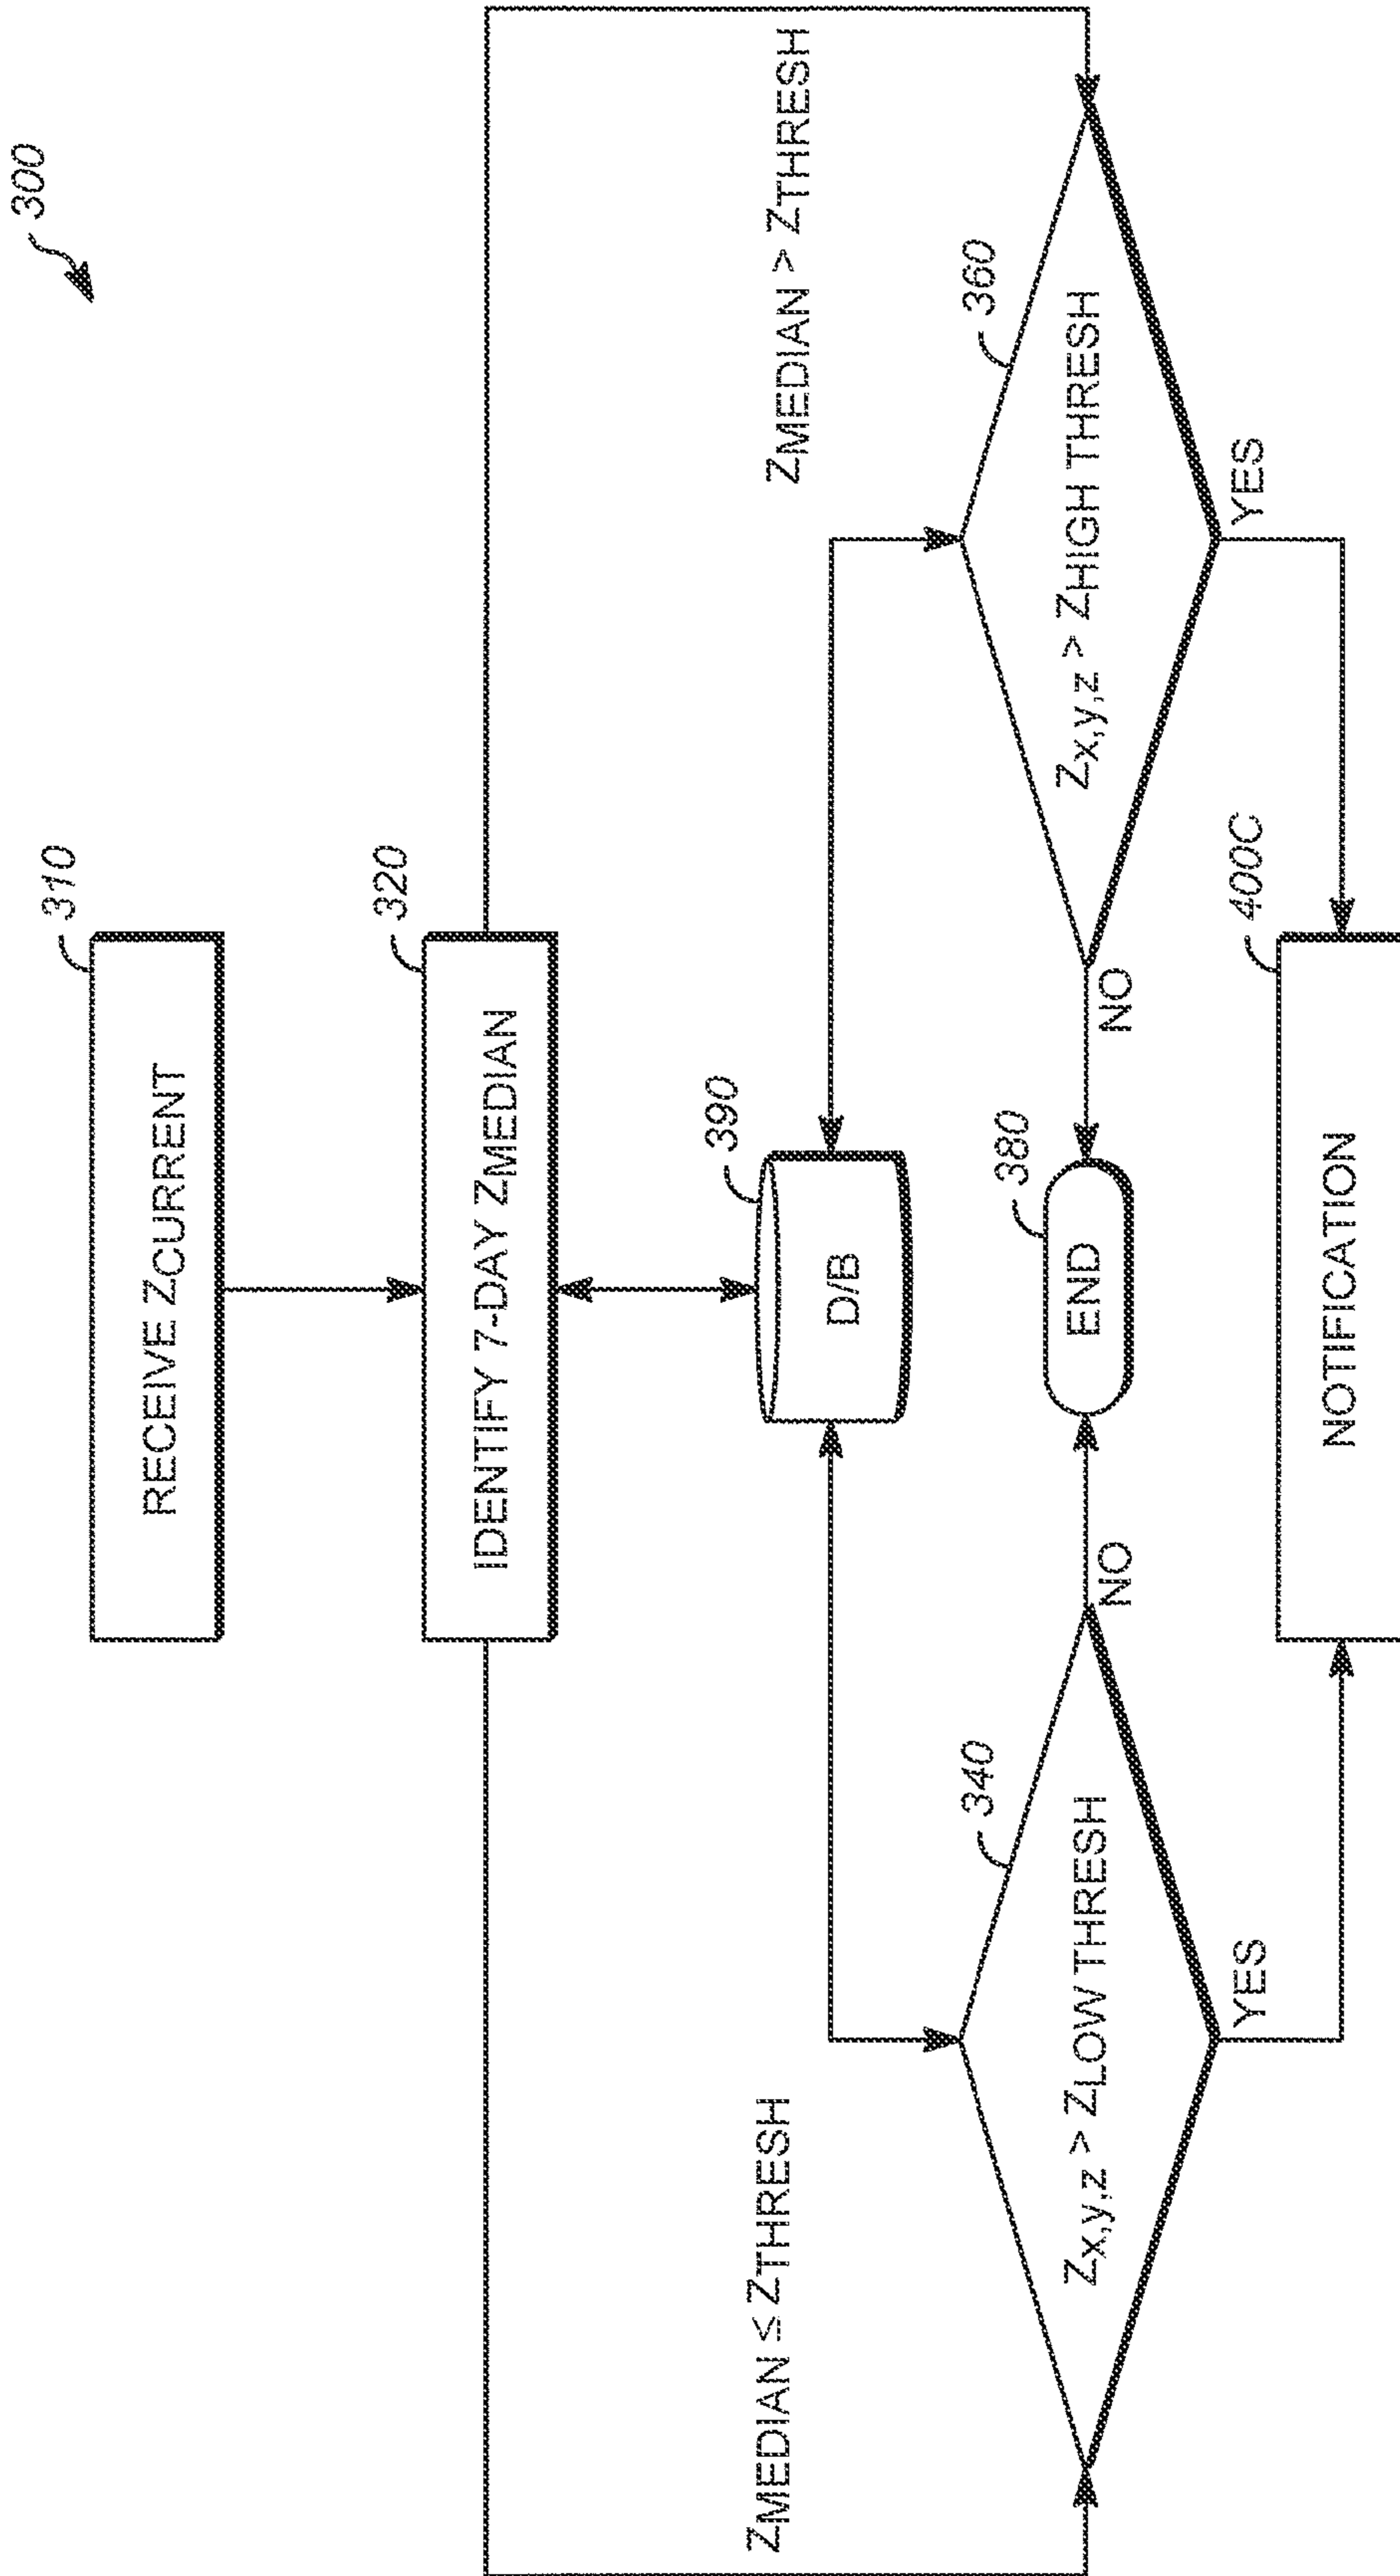 300
310
RECEIVE ZCURRENT
320
IDENTIFY 7-DAY ZMEDIAN
390
D/B
ZMEDIAN ≤ ZTHRESH
ZMEDIAN > ZTHRESH
340
Zx,y,z > ZLOW THRESH
NO
YES
380
END
360
Zx,y,z > ZHIGH THRESH
NO
YES
400C
NOTIFICATION